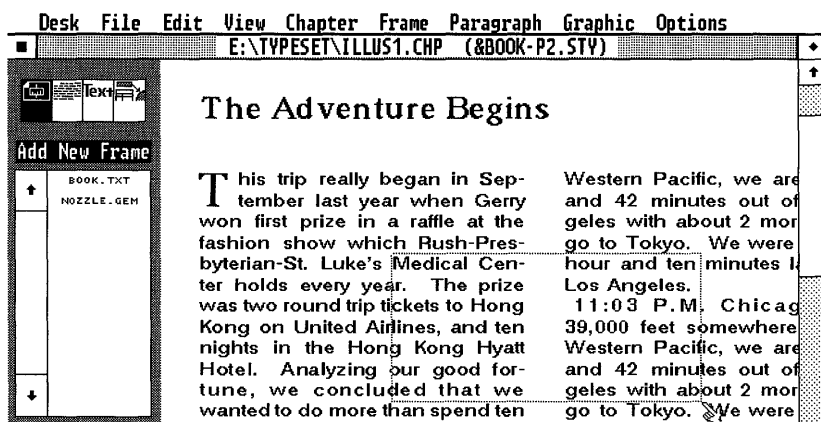 Desk File Edit View Chapter Frame Paragraph Graphic Options
E:\TYPESET\ILLUS1.CHP (&BOOK-P2.STY)
Text
Add New Frame
BOOK.TXT
NOZZLE.GEM
The Adventure Begins
This trip really began in Sep-
tember last year when Gerry
won first prize in a raffle at the
fashion show which Rush-Pres-
byterian-St. Luke's Medical Cen-
ter holds every year. The prize
was two round trip tickets to Hong
Kong on United Airlines, and ten
nights in the Hong Kong Hyatt
Hotel. Analyzing our good for-
tune, we concluded that we
wanted to do more than spend ten
Western Pacific, we are
and 42 minutes out of
geles with about 2 mor
go to Tokyo. We were
hour and ten minutes l
Los Angeles.
11:03 P.M. Chicag
39,000 feet somewhere
Western Pacific, we are
and 42 minutes out of
geles with about 2 mor
go to Tokyo. We were